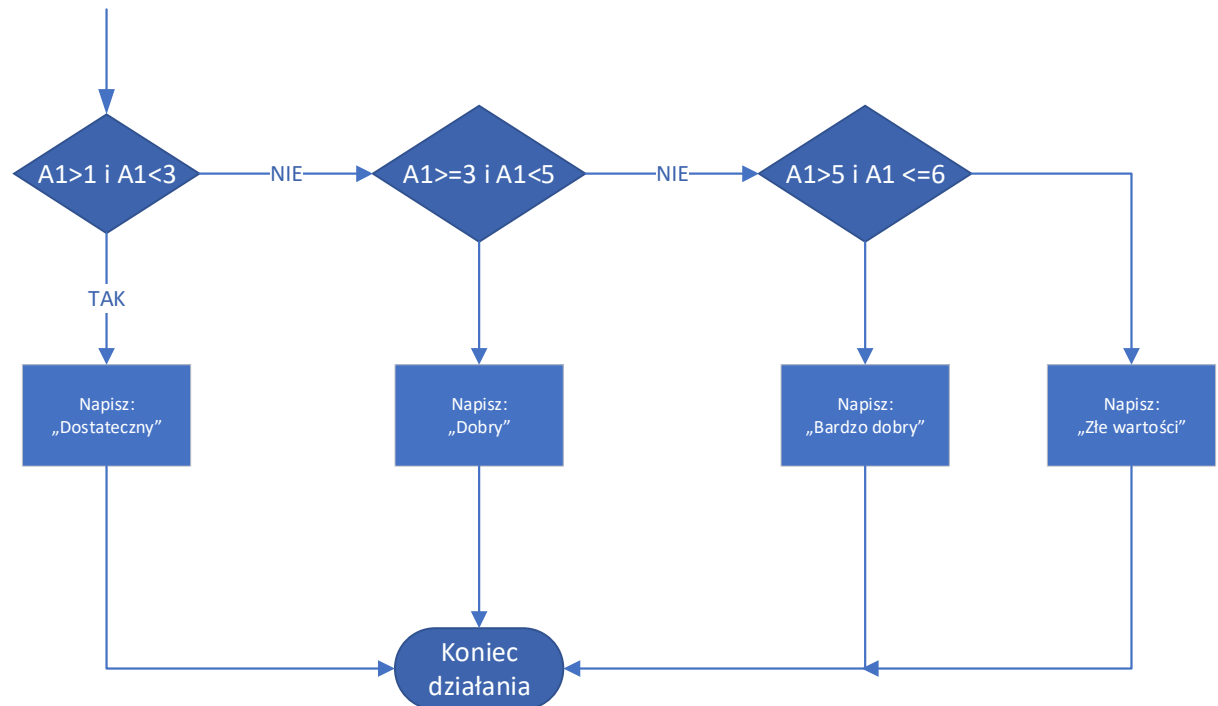 A1>1 i A1<3
NIE
A1>=3 i A1<5
NIE
A1>5 i A1 <=6
TAK
Napisz:
„Dostateczny”
Napisz:
„Dobry”
Napisz:
„Bardzo dobry”
Napisz:
„Złe wartości”
Koniec
działania